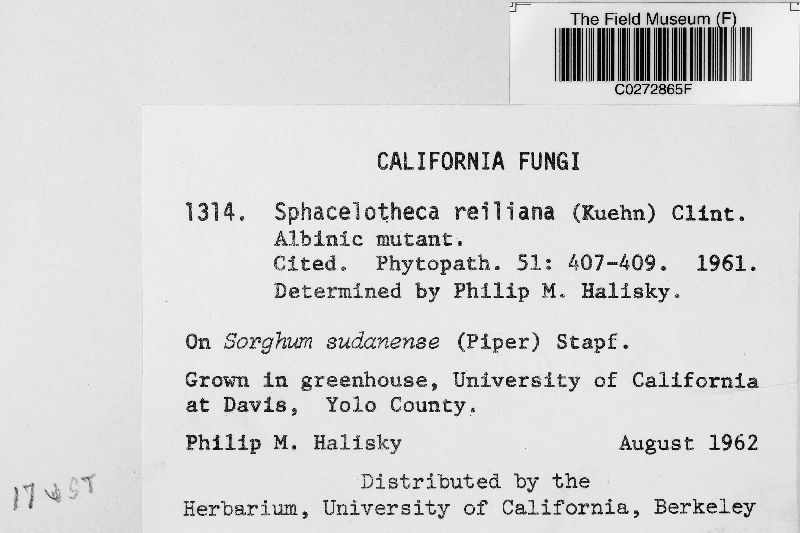 The Field Museum (F)
C0272865F
CALIFORNIA FUNGI
1314. Sphacelotheca reiliana (Kuehn) Clint.
Albinic mutant.
Cited. Phytopath. 51: 407-409. 1961.
Determined by Philip M. Halisky.
On Sorghum sudanense (Piper) Stapf.
Grown in greenhouse, University of California
at Davis, Yolo County.
Philip M. Halisky August 1962
Distributed by the
Herbarium, University of California, Berkeley
17